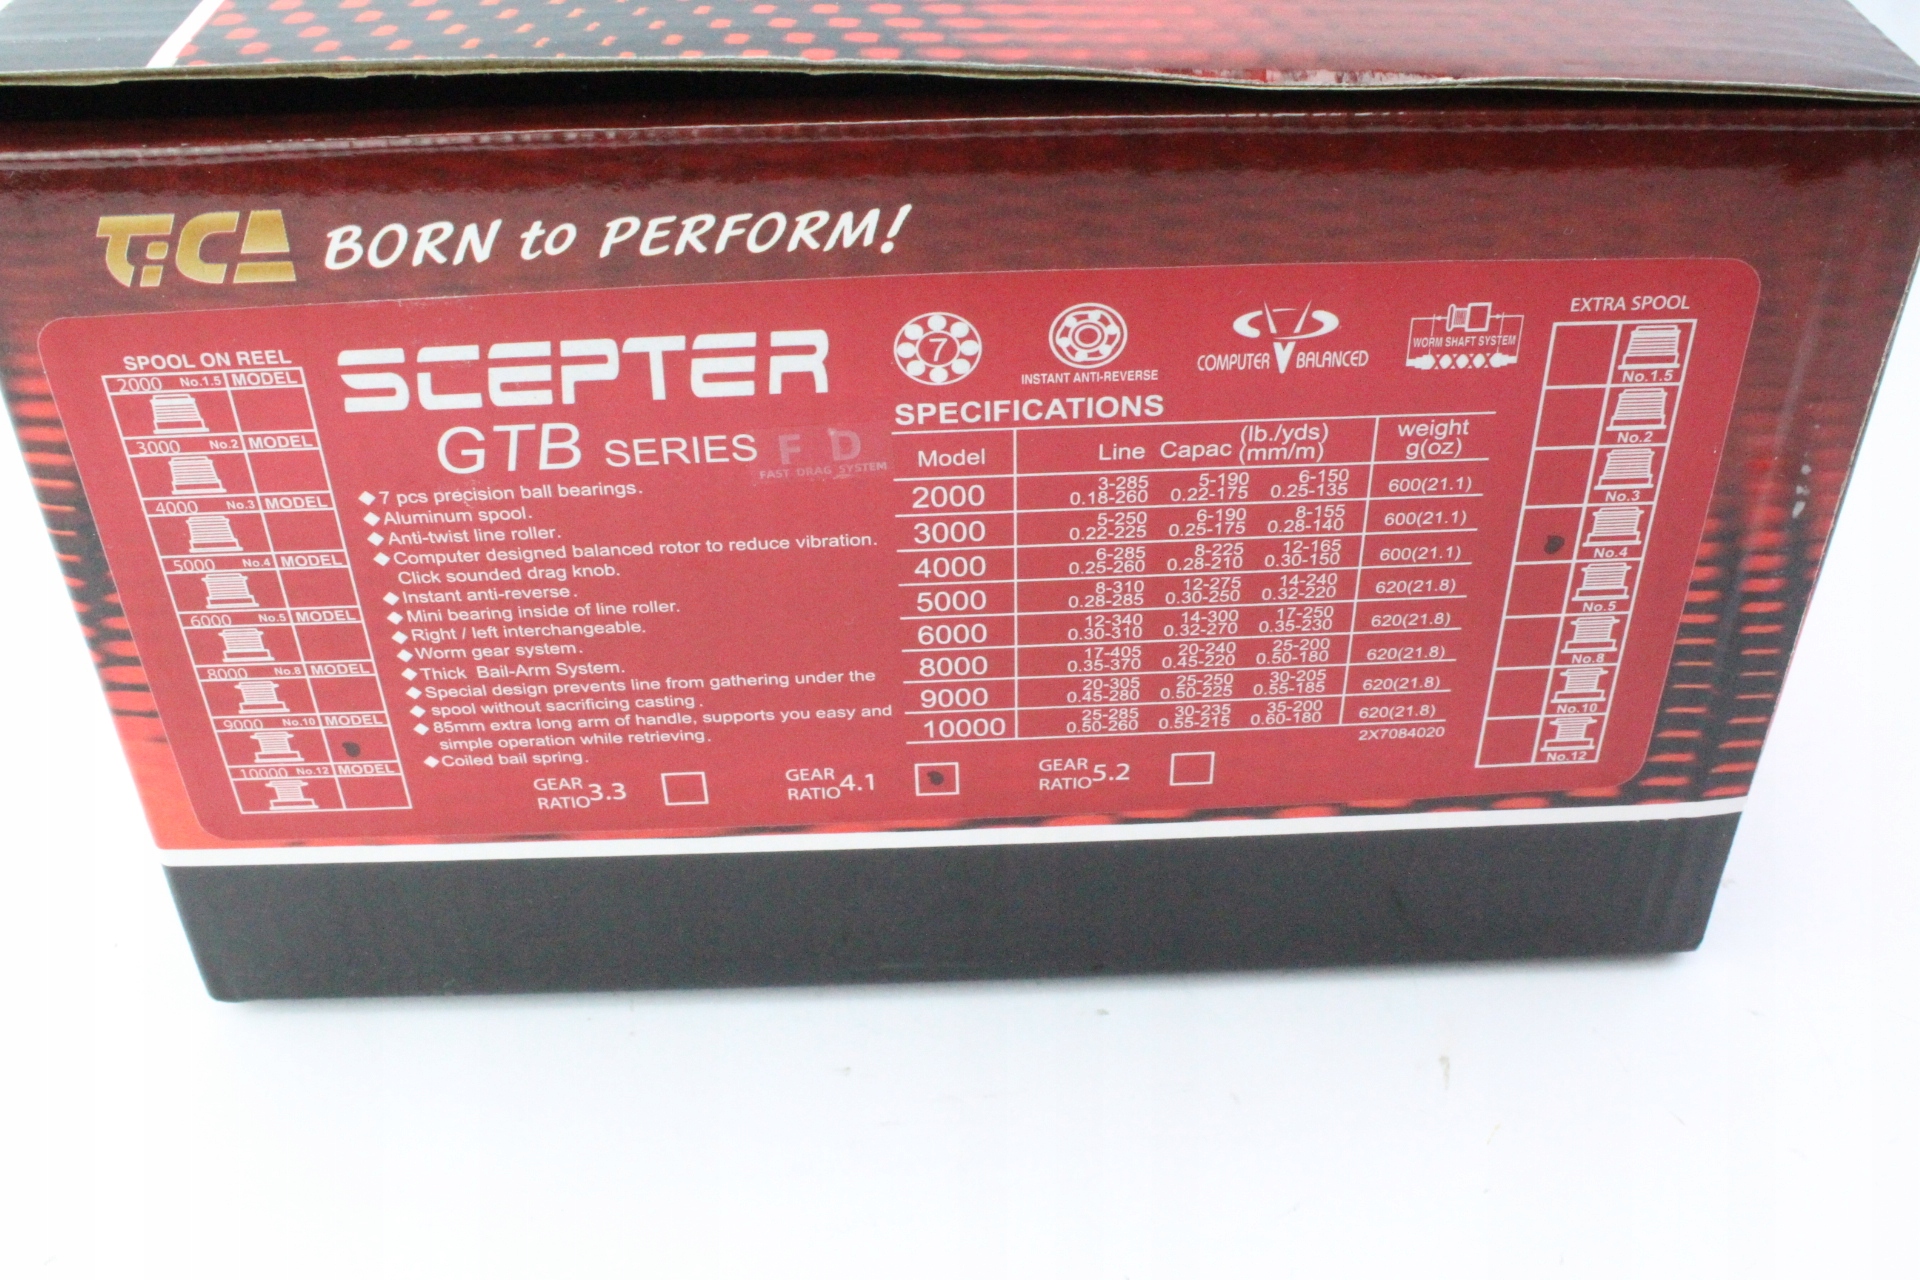 TiCA BORN to PERFORM!
SPOOL ON REEL
2000 No.1.5 MODEL
3000 No.2 MODEL
4000 No.3 MODEL
5000 No.4 MODEL
6000 No.5 MODEL
8000 No.8 MODEL
9000 No.10 MODEL
10000 No.12 MODEL
SCEPTER
GTB SERIES
F D
FAST DRAG SYSTEM
◆7 pcs precision ball bearings.
◆Aluminum spool.
◆Anti-twist line roller.
◆Computer designed balanced rotor to reduce vibration.
Click sounded drag knob.
◆Instant anti-reverse.
◆Mini bearing inside of line roller.
◆Right / left interchangeable.
◆Worm gear system.
◆Thick Bail-Arm System.
◆Special design prevents line from gathering under the
◆spool without sacrificing casting.
◆85mm extra long arm of handle, supports you easy and
simple operation while retrieving.
◆Coiled bail spring.
GEAR RATIO 3.3
GEAR RATIO 4.1
GEAR RATIO 5.2
7
INSTANT ANTI-REVERSE
COMPUTER BALANCED
WORM SHAFT SYSTEM
SPECIFICATIONS
Model Line Capac (lb./yds) (mm/m) weight g(oz)
2000 3-285 5-190 6-150 600(21.1)
0.18-260 0.22-175 0.25-135
3000 5-250 6-190 8-155 600(21.1)
0.22-225 0.25-175 0.28-140
4000 6-285 8-225 12-165 600(21.1)
0.25-260 0.28-210 0.30-150
5000 8-310 12-275 14-240 620(21.8)
0.28-285 0.30-250 0.32-220
6000 12-340 14-300 17-250 620(21.8)
0.30-310 0.32-270 0.35-230
8000 17-405 20-240 25-200 620(21.8)
0.35-370 0.45-220 0.50-180
9000 20-305 25-250 30-205 620(21.8)
0.45-280 0.50-225 0.55-185
10000 25-285 30-235 35-200 620(21.8)
0.50-260 0.55-215 0.60-180
2X7084020
EXTRA SPOOL
No.1.5
No.2
No.3
No.4
No.5
No.8
No.10
No.12